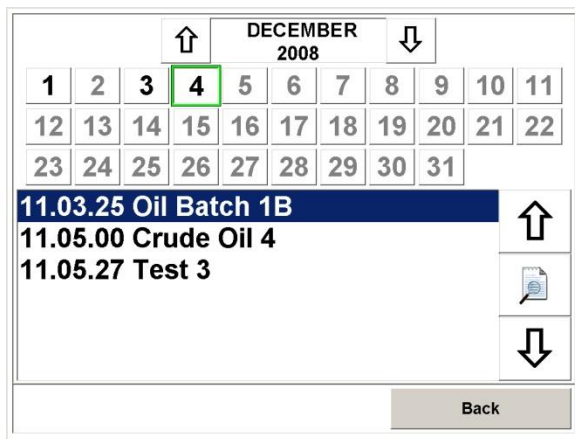 DECEMBER
2008
1 2 3 4 5 6 7 8 9 10 11
12 13 14 15 16 17 18 19 20 21 22
23 24 25 26 27 28 29 30 31
11.03.25 Oil Batch 1B
11.05.00 Crude Oil 4
11.05.27 Test 3
Back